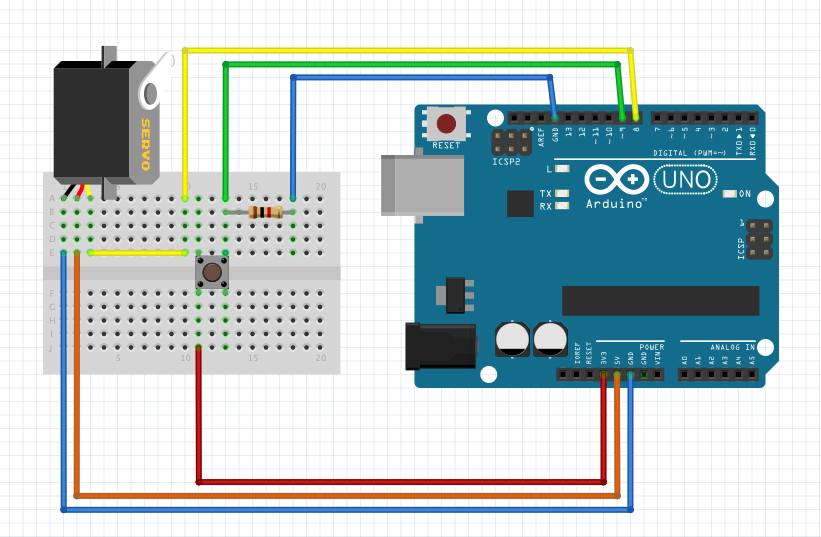 SERVO
5
10
15
20
A
B
C
D
E
F
G
H
I
J
5
10
15
20
RESET
ICSP2
AREF
GND
13
12
~11
~10
~9
8
7
~6
~5
4
~3
2
TXD▶1
RXD◀0
DIGITAL (PWM=~)
L
TX
RX
Arduino™
UNO
ON
1
ICSP
IOREF
RESET
3V3
5V
GND
GND
VIN
POWER
ANALOG IN
A0
A1
A2
A3
A4
A5